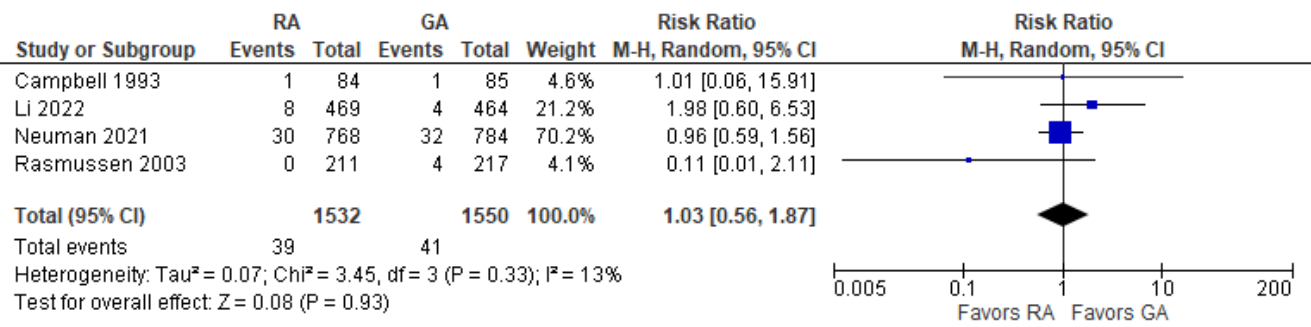 RA GA Risk Ratio Risk Ratio
Study or Subgroup Events Total Events Total Weight M-H, Random, 95% CI M-H, Random, 95% CI
Campbell 1993 1 84 1 85 4.6% 1.01 [0.06, 15.91]
Li 2022 8 469 4 464 21.2% 1.98 [0.60, 6.53]
Neuman 2021 30 768 32 784 70.2% 0.96 [0.59, 1.56]
Rasmussen 2003 0 211 4 217 4.1% 0.11 [0.01, 2.11]
Total (95% CI) 1532 1550 100.0% 1.03 [0.56, 1.87]
Total events 39 41
Heterogeneity: Tau² = 0.07; Chi² = 3.45, df = 3 (P = 0.33); I² = 13%
Test for overall effect: Z = 0.08 (P = 0.93)
0.005 0.1 1 10 200
Favors RA Favors GA